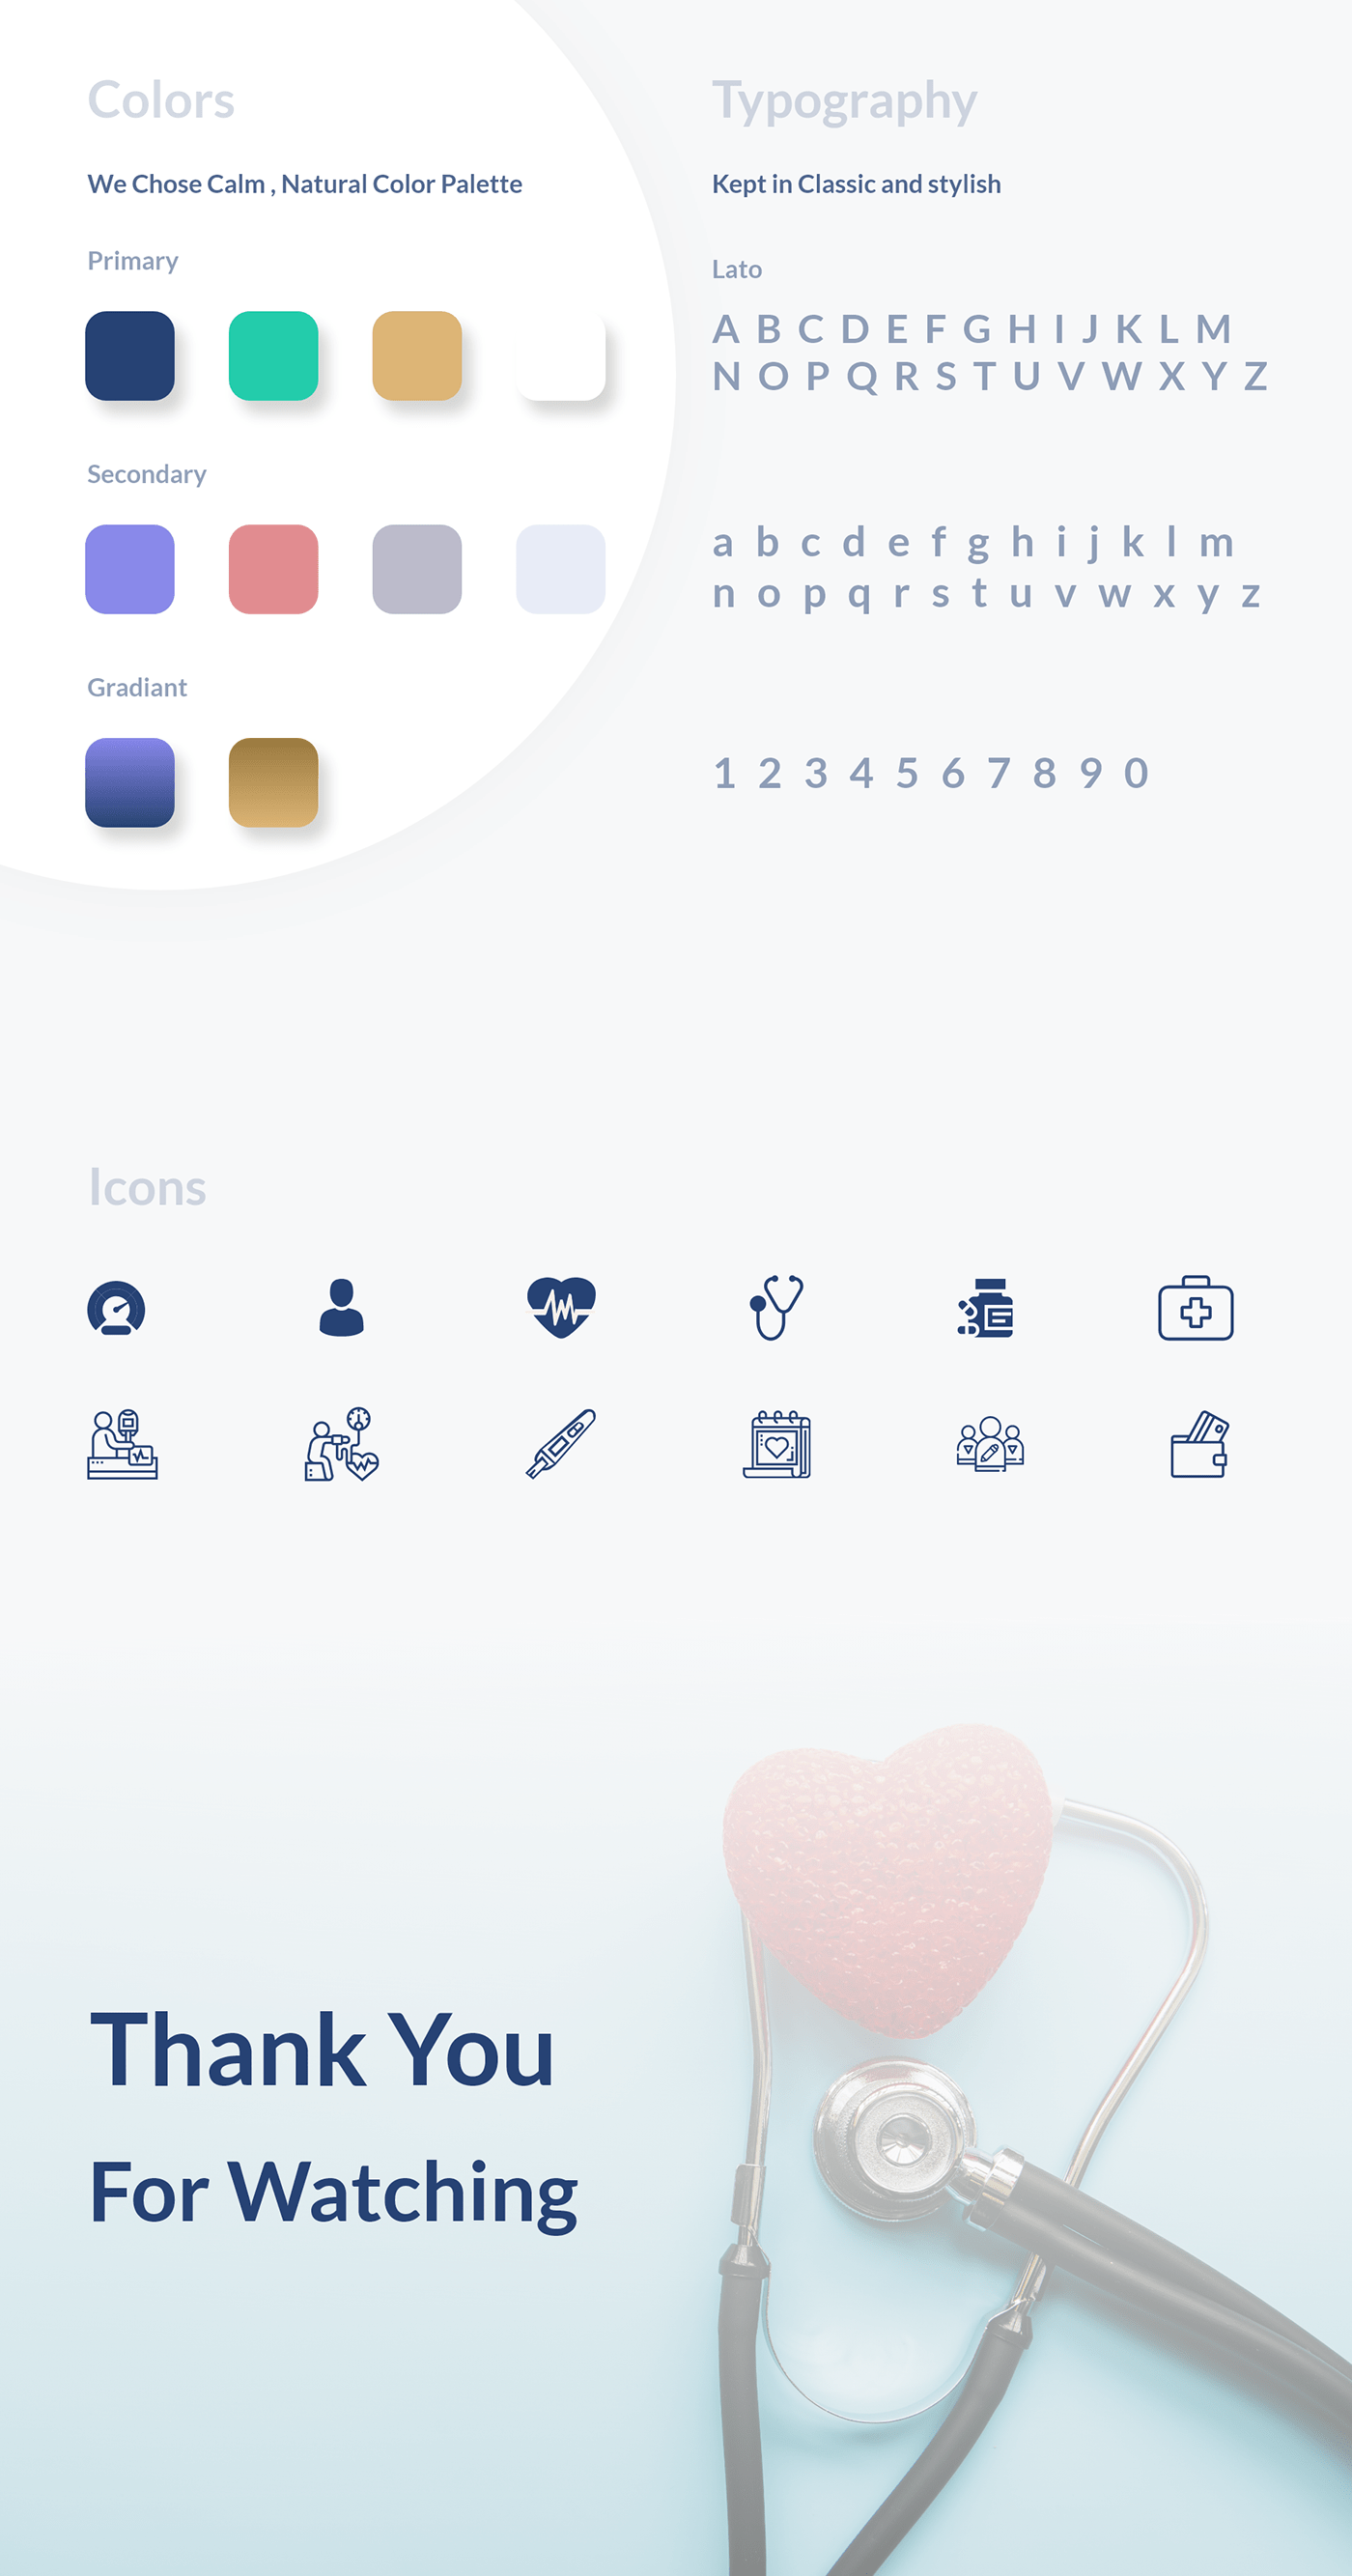 Colors
We Chose Calm , Natural Color Palette
Primary
Secondary
Gradiant
Typography
Kept in Classic and stylish
Lato
A B C D E F G H I J K L M
N O P Q R S T U V W X Y Z
a b c d e f g h i j k l m
n o p q r s t u v w x y z
1 2 3 4 5 6 7 8 9 0
Icons
Thank You
For Watching